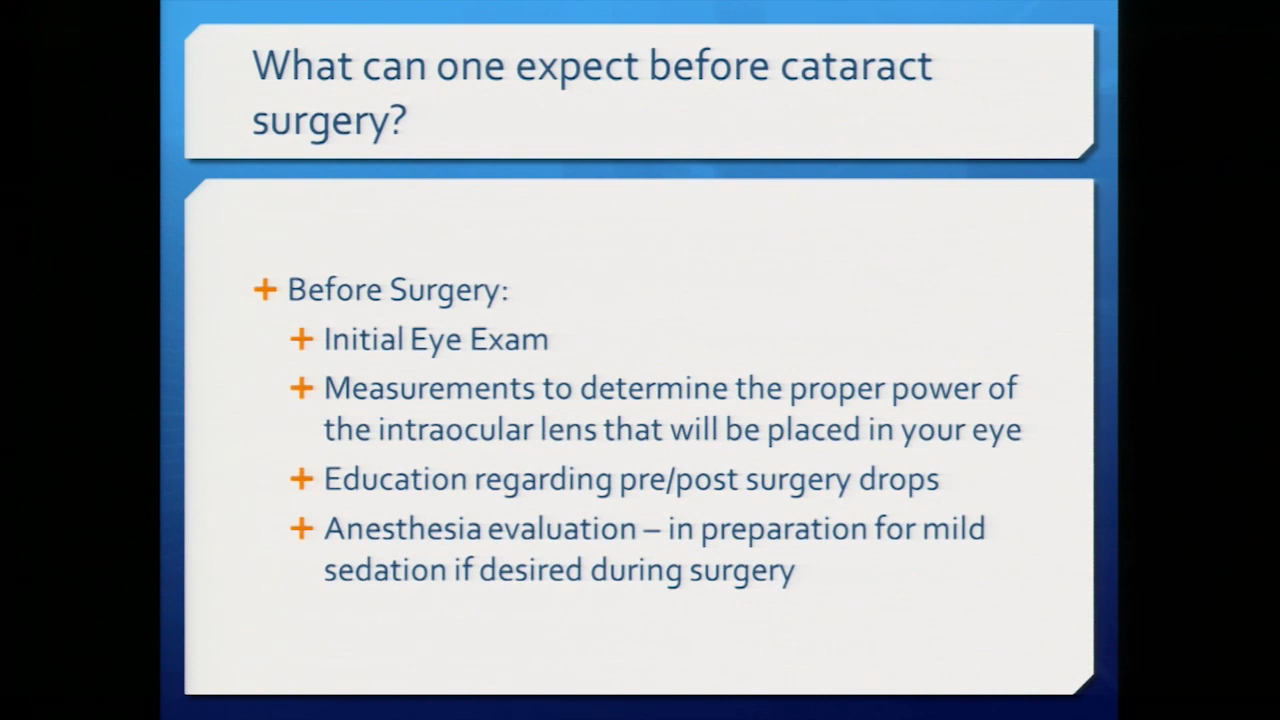 What can one expect before cataract
surgery?
+ Before Surgery:
+ Initial Eye Exam
+ Measurements to determine the proper power of
the intraocular lens that will be placed in your eye
+ Education regarding pre/post surgery drops
+ Anesthesia evaluation – in preparation for mild
sedation if desired during surgery